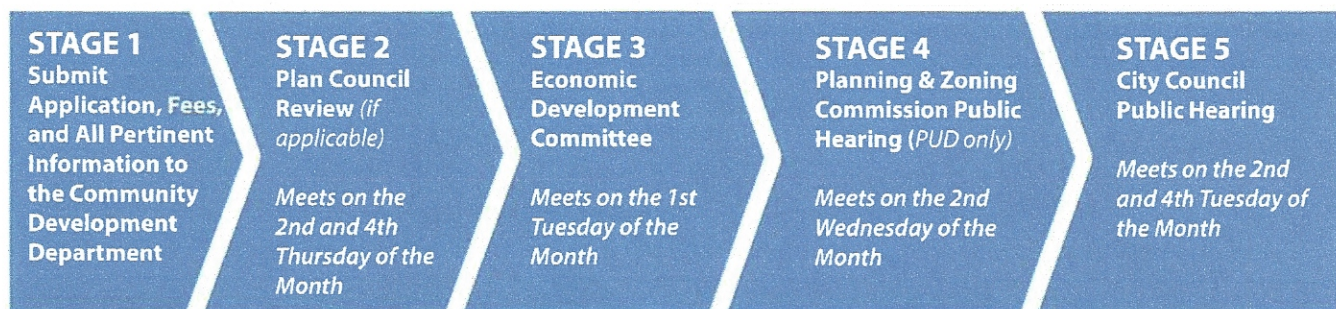 STAGE 1
Submit
Application, Fees,
and All Pertinent
Information to
the Community
Development
Department
STAGE 2
Plan Council
Review (if
applicable)
Meets on the
2nd and 4th
Thursday of the
Month
STAGE 3
Economic
Development
Committee
Meets on the 1st
Tuesday of the
Month
STAGE 4
Planning & Zoning
Commission Public
Hearing (PUD only)
Meets on the 2nd
Wednesday of the
Month
STAGE 5
City Council
Public Hearing
Meets on the 2nd
and 4th Tuesday of
the Month